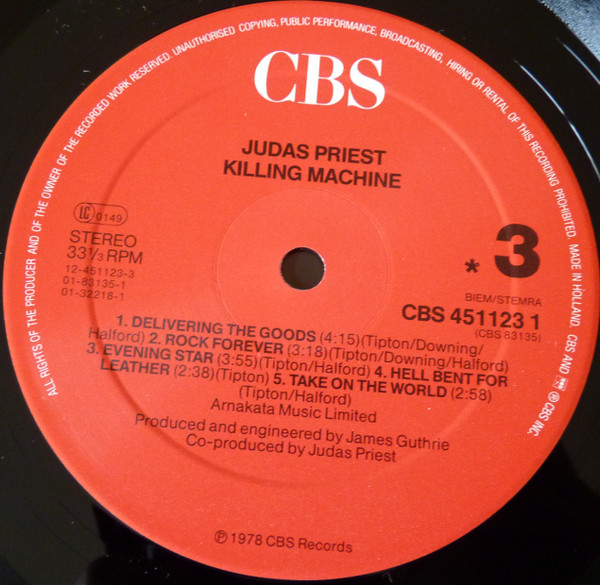 ALL RIGHTS OF THE PRODUCER AND OF THE OWNER OF THE RECORDED WORK RESERVED. UNAUTHORISED COPYING, PUBLIC PERFORMANCE, BROADCASTING, HIRING OR RENTAL OF THIS RECORDING PROHIBITED. MADE IN HOLLAND. CBS AND ARE ℗ CBS INC.
CBS
JUDAS PRIEST
KILLING MACHINE
LC 0149
STEREO
33 1/3 RPM
12-451123-3
01-83135-1
01-32218-1
* 3
BIEM/STEMRA
CBS 451123 1
(CBS 83135)
1. DELIVERING THE GOODS (4:15)(Tipton/Downing/
Halford) 2. ROCK FOREVER (3:18)(Tipton/Downing/Halford)
3. EVENING STAR (3:55)(Tipton/Halford) 4. HELL BENT FOR
LEATHER (2:38)(Tipton) 5. TAKE ON THE WORLD (2:58)
(Tipton/Halford)
Arnakata Music Limited
Produced and engineered by James Guthrie
Co-produced by Judas Priest
℗ 1978 CBS Records